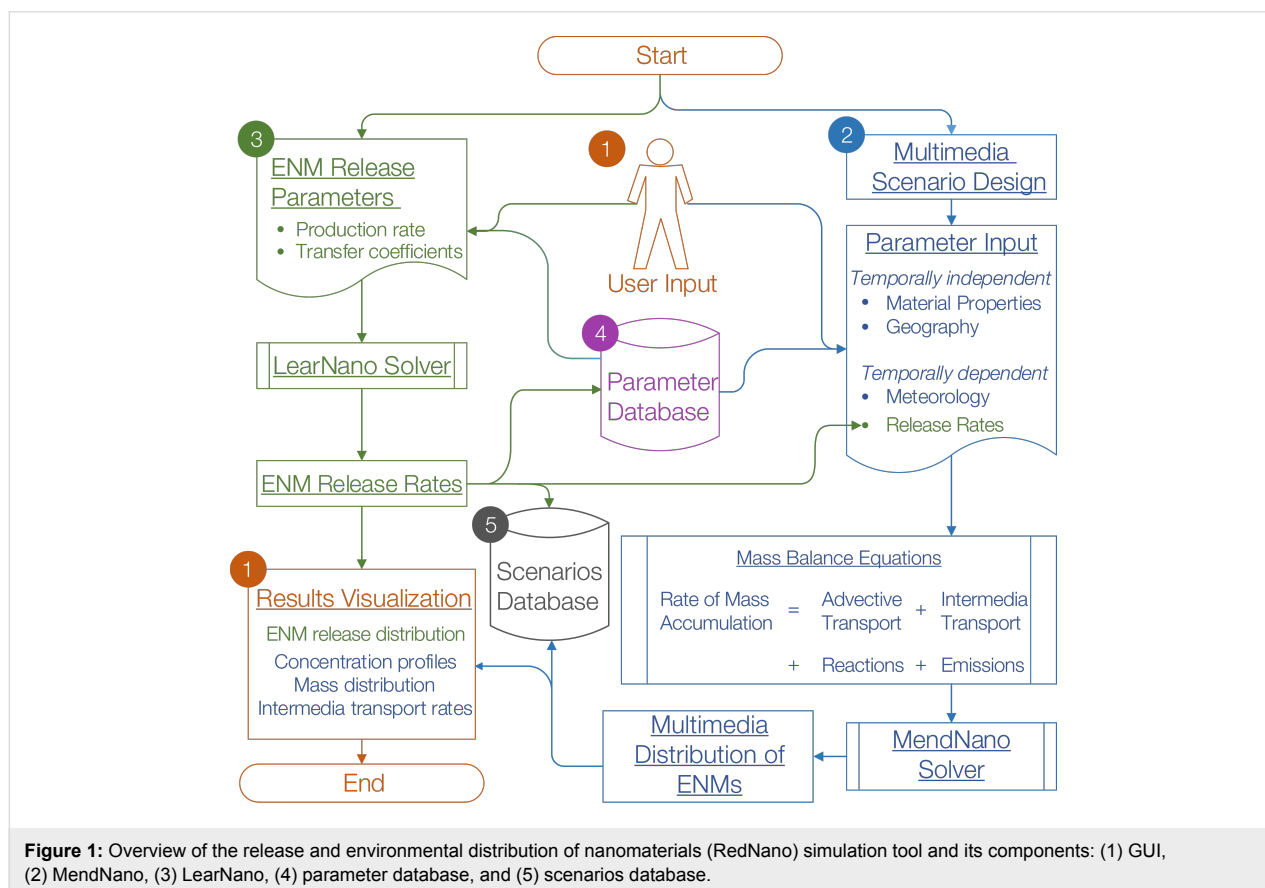 Start
3
ENM Release
Parameters
• Production rate
• Transfer coefficients
1
User Input
2
Multimedia
Scenario Design
Parameter Input
Temporally independent
• Material Properties
• Geography
Temporally dependent
• Meteorology
• Release Rates
LearNano Solver
4
Parameter
Database
ENM Release Rates
5
Scenarios
Database
1
Results Visualization
ENM release distribution
Concentration profiles
Mass distribution
Intermedia transport rates
End
Mass Balance Equations
Rate of Mass Accumulation = Advective Transport + Intermedia Transport
+ Reactions + Emissions
MendNano
Solver
Multimedia
Distribution of
ENMs
Figure 1: Overview of the release and environmental distribution of nanomaterials (RedNano) simulation tool and its components: (1) GUI,
(2) MendNano, (3) LearNano, (4) parameter database, and (5) scenarios database.